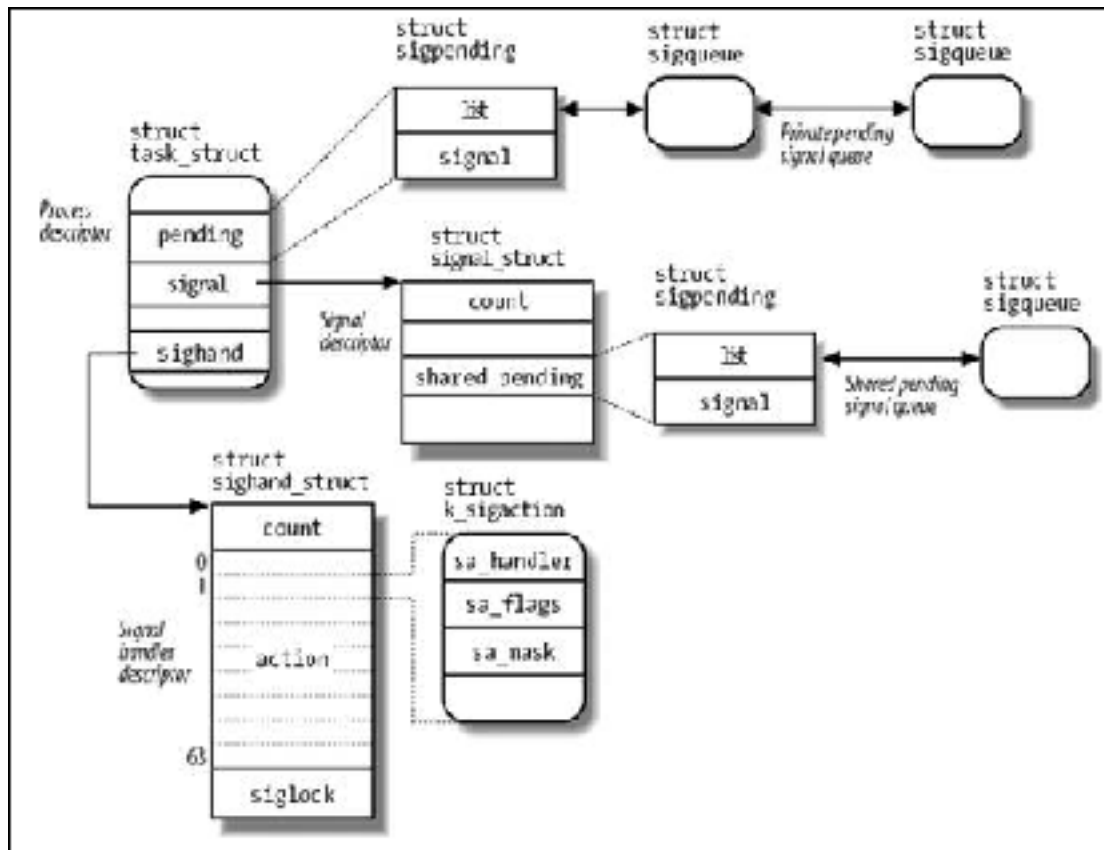 struct
sigpending
list
signal
struct
sigqueue
struct
sigqueue
Private pending
signal queue
struct
task_struct
Process
descriptor
pending
signal
sighand
struct
signal_struct
Signal
descriptor
count
shared pending
struct
sigpending
list
signal
struct
sigqueue
Shared pending
signal queue
struct
sighand_struct
count
0
1
Signal
handler
descriptor
action
63
siglock
struct
k_sigaction
sa_handler
sa_flags
sa_mask